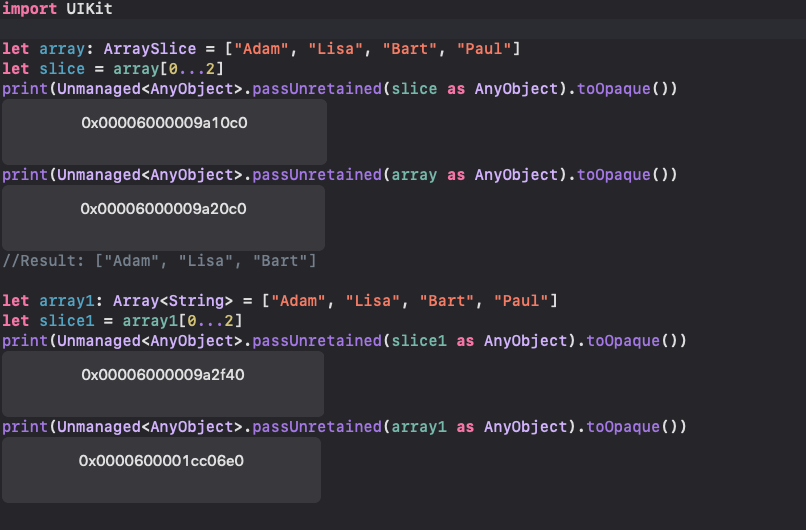 import UIKit
let array: ArraySlice = ["Adam", "Lisa", "Bart", "Paul"]
let slice = array[0...2]
print(Unmanaged<AnyObject>.passUnretained(slice as AnyObject).toOpaque())
0x00006000009a10c0
print(Unmanaged<AnyObject>.passUnretained(array as AnyObject).toOpaque())
0x00006000009a20c0
//Result: ["Adam", "Lisa", "Bart"]
let array1: Array<String> = ["Adam", "Lisa", "Bart", "Paul"]
let slice1 = array1[0...2]
print(Unmanaged<AnyObject>.passUnretained(slice1 as AnyObject).toOpaque())
0x00006000009a2f40
print(Unmanaged<AnyObject>.passUnretained(array1 as AnyObject).toOpaque())
0x0000600001cc06e0